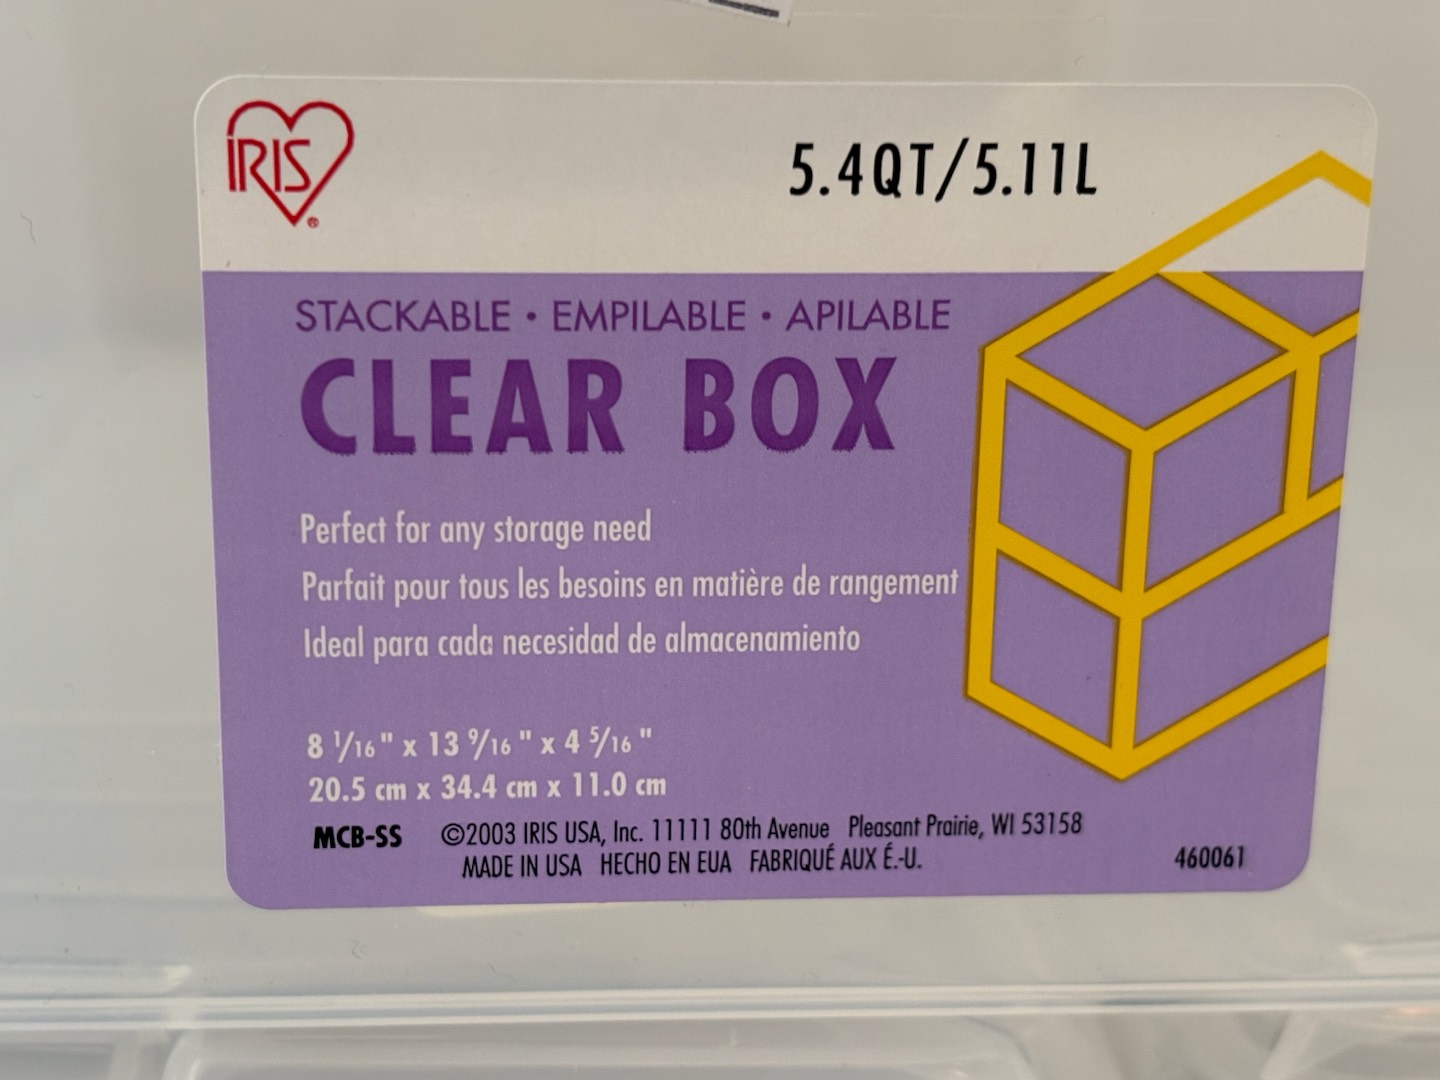 IRIS®
5.4QT/5.11L
STACKABLE • EMPILABLE • APILABLE
CLEAR BOX
Perfect for any storage need
Parfait pour tous les besoins en matière de rangement
Ideal para cada necesidad de almacenamiento
8 1/16" x 13 9/16" x 4 5/16"
20.5 cm x 34.4 cm x 11.0 cm
MCB-SS ©2003 IRIS USA, Inc. 11111 80th Avenue Pleasant Prairie, WI 53158
MADE IN USA HECHO EN EUA FABRIQUÉ AUX É.-U.
460061